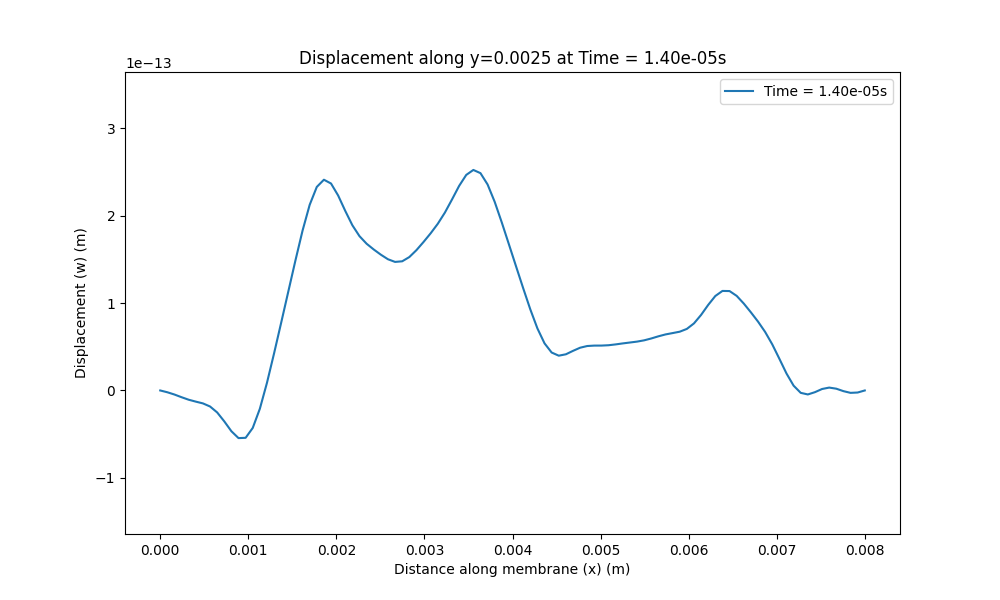 Displacement along y=0.0025 at Time = 1.40e-05s
1e−13
Time = 1.40e-05s
3
2
1
0
−1
Displacement (w) (m)
0.000 0.001 0.002 0.003 0.004 0.005 0.006 0.007 0.008
Distance along membrane (x) (m)